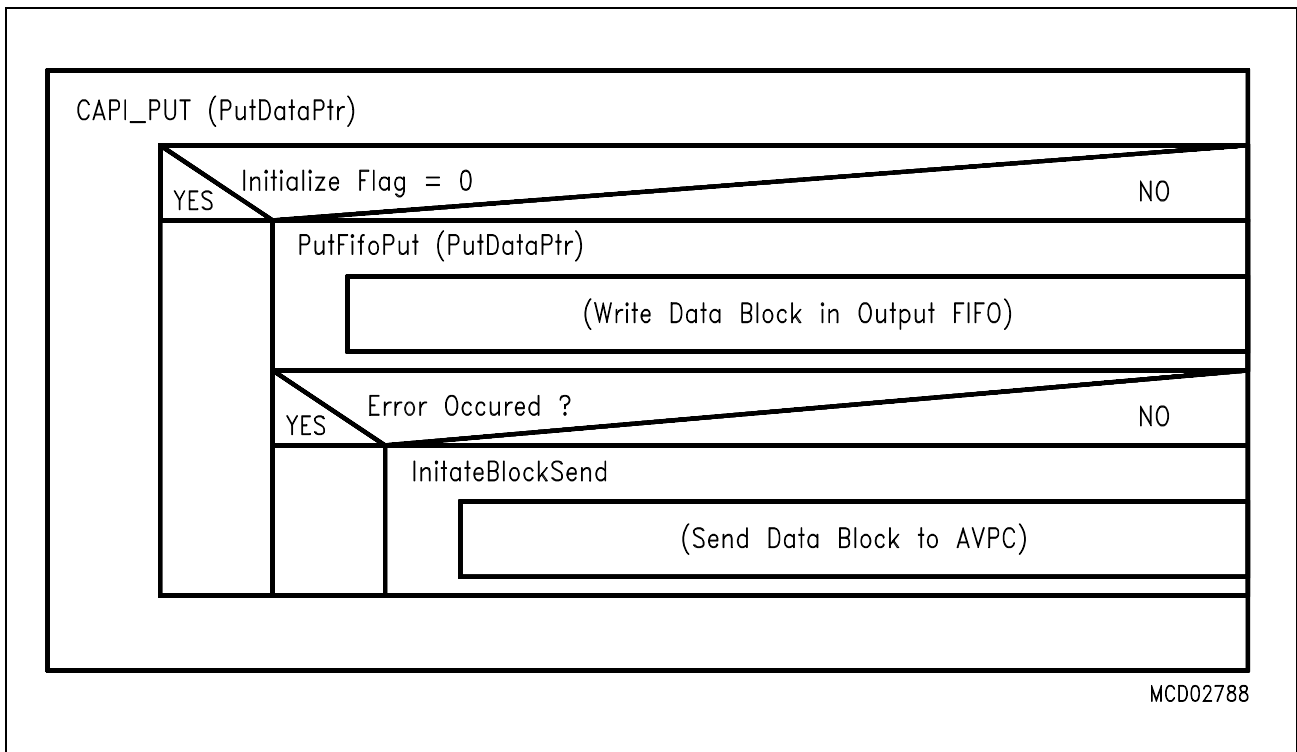 CAPI_PUT (PutDataPtr)
Initialize Flag = 0
YES
NO
PutFifoPut (PutDataPtr)
(Write Data Block in Output FIFO)
Error Occured ?
YES
NO
InitateBlockSend
(Send Data Block to AVPC)
MCD02788